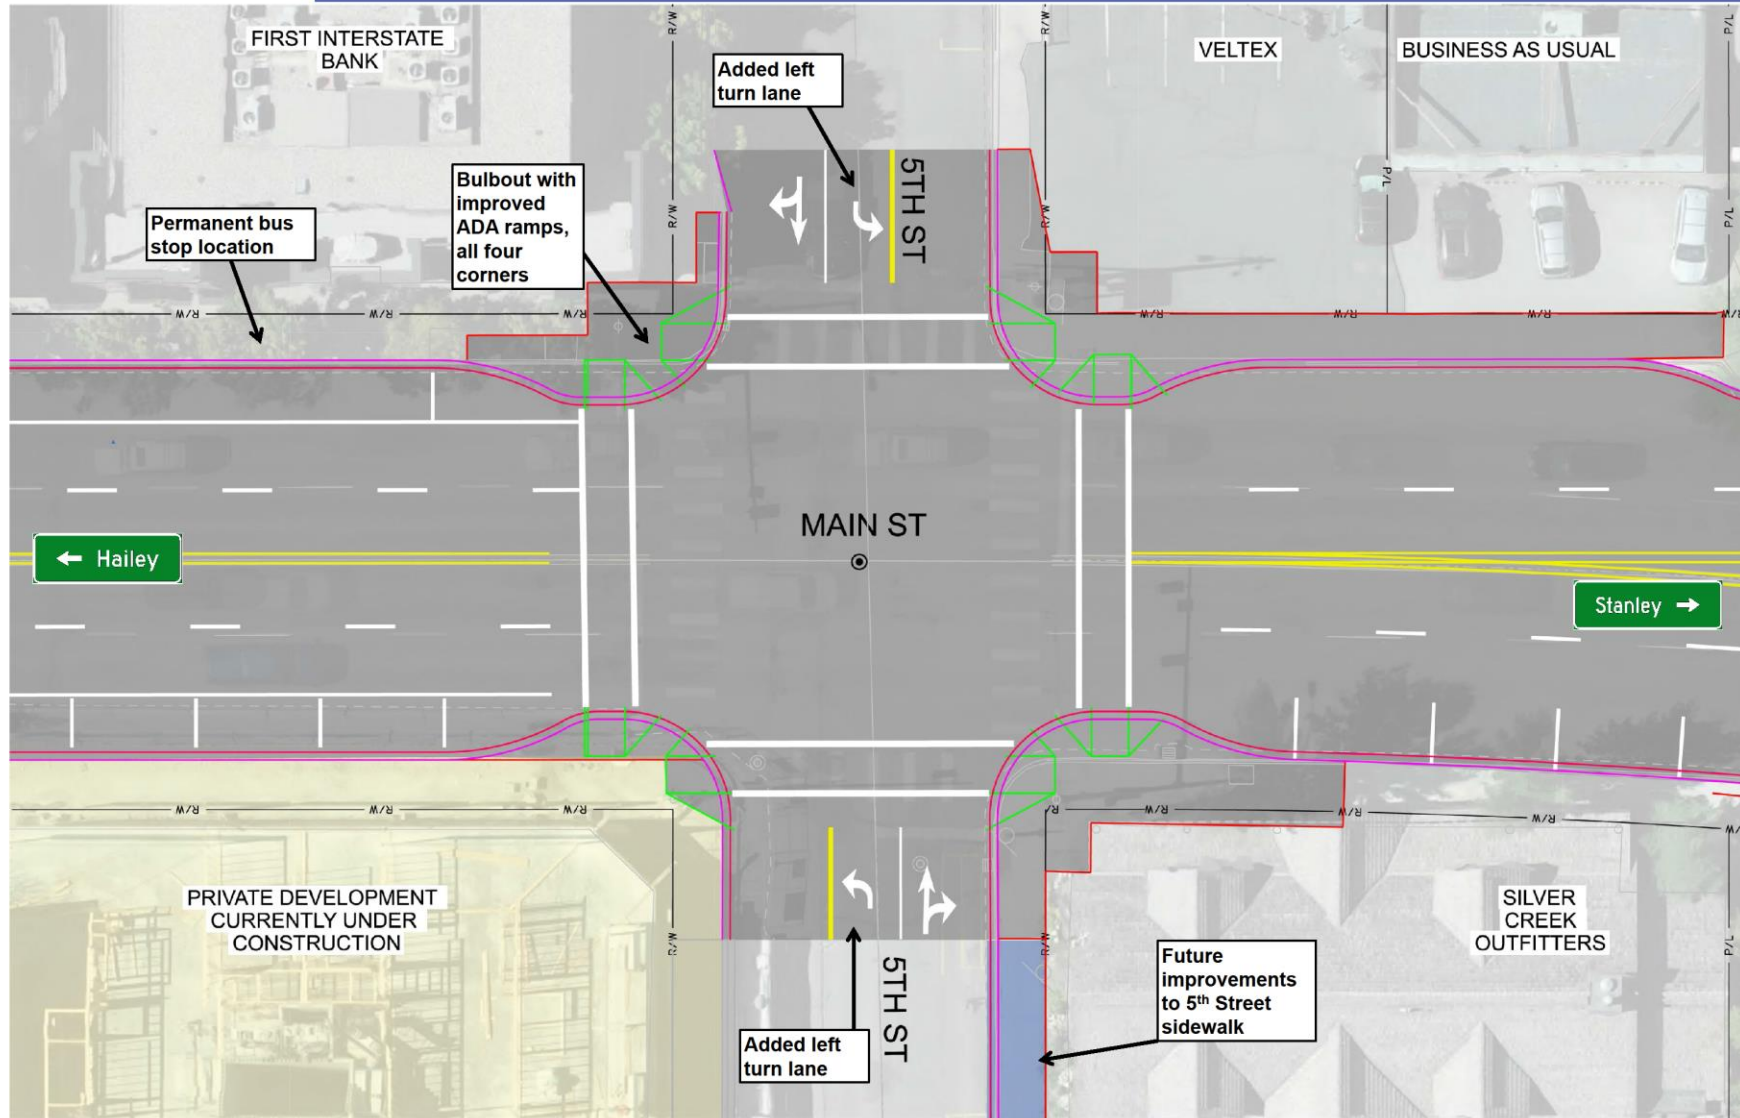 FIRST INTERSTATE
BANK
Added left
turn lane
VELTEX
BUSINESS AS USUAL
R/W
R/W
P/L
Bulbout with
improved
ADA ramps,
all four
corners
5TH ST
Permanent bus
stop location
R/W
R/W
P/L
P/L
R/W
R/W
R/W
R/W
R/W
R/W
R/W
MAIN ST
← Hailey
Stanley →
R/W
R/W
R/W
R/W
R/W
R/W
R/W
R/W
PRIVATE DEVELOPMENT
CURRENTLY UNDER
CONSTRUCTION
SILVER
CREEK
OUTFITTERS
R/W
R/W
P/L
5TH ST
Future
improvements
to 5th Street
sidewalk
Added left
turn lane